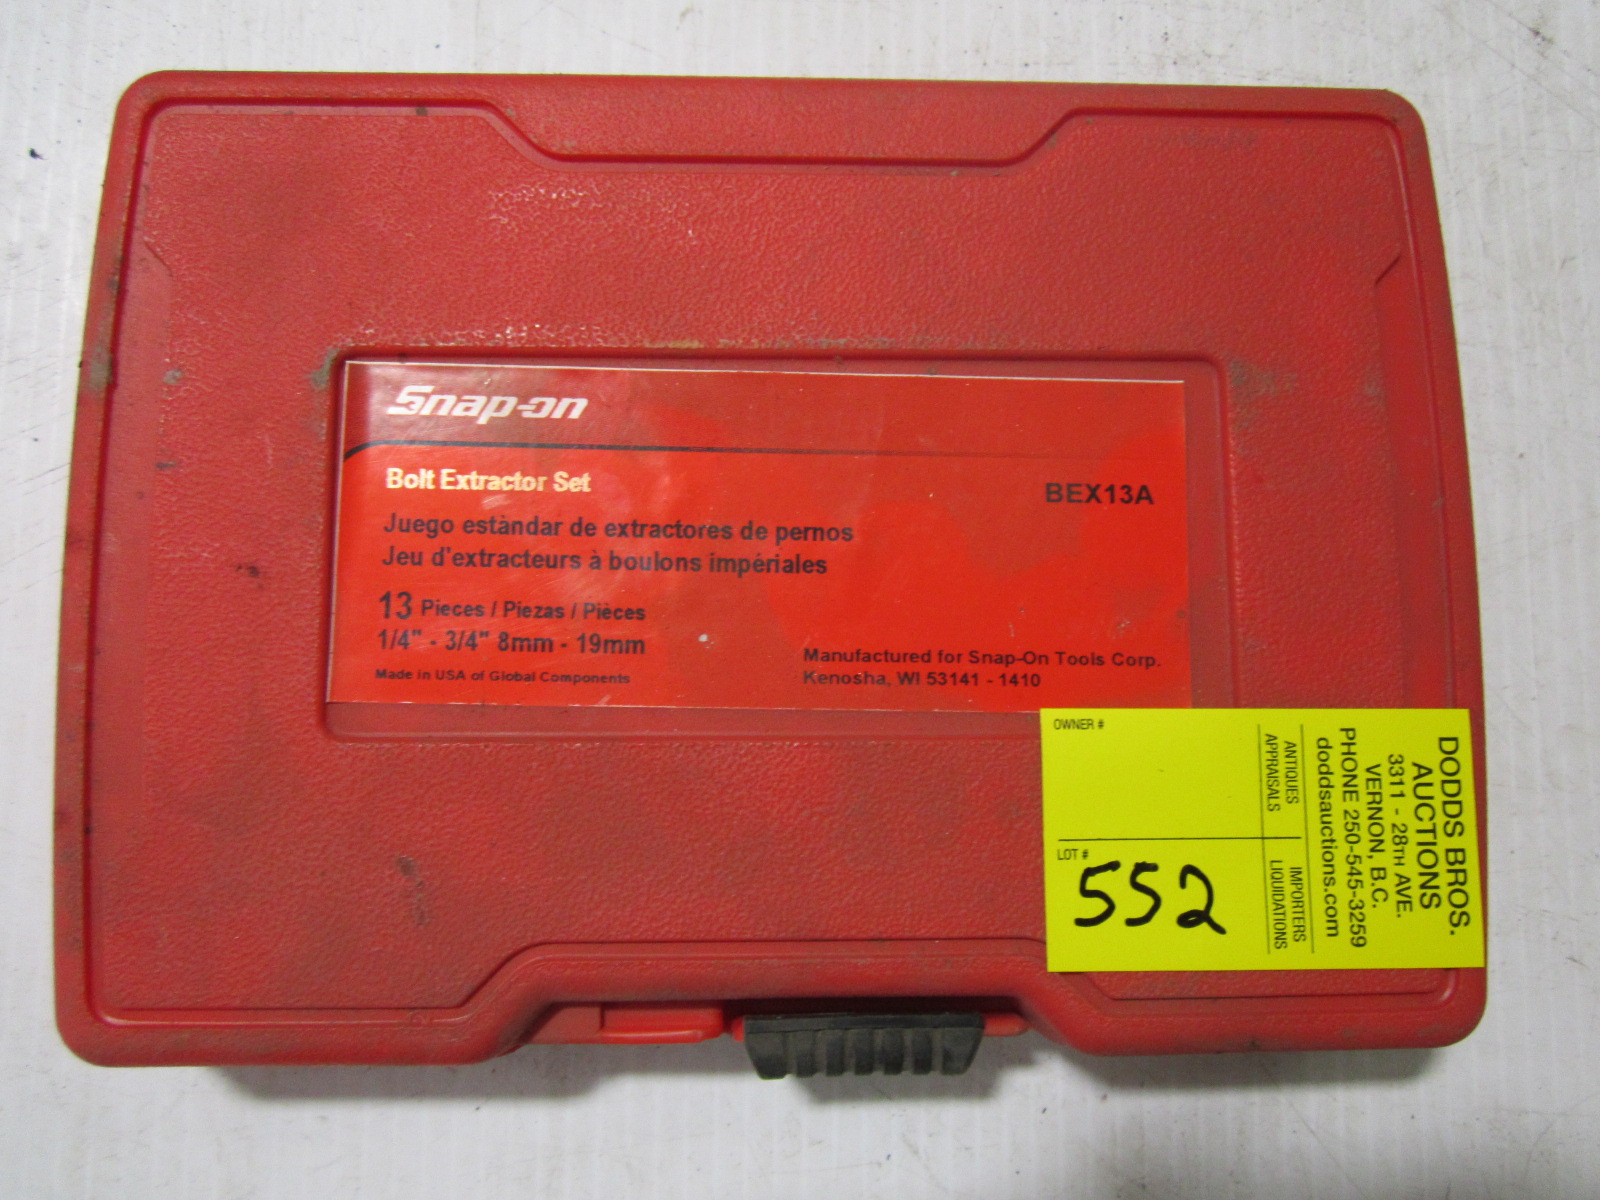 Snap-on
Bolt Extractor Set
BEX13A
Juego estàndar de extractores de pernos
Jeu d'extracteurs à boulons impériales
13 Pieces / Piezas / Pièces
1/4" - 3/4" 8mm - 19mm
Made in USA of Global Components
Manufactured for Snap-On Tools Corp.
Kenosha, WI 53141 - 1410
DODDS BROS.
AUCTIONS
3311 - 28TH AVE.
VERNON, B.C.
PHONE 250-545-3259
doddsauctions.com
ANTIQUES
APPRAISALS
IMPORTERS
LIQUIDATIONS
OWNER #
LOT #
552